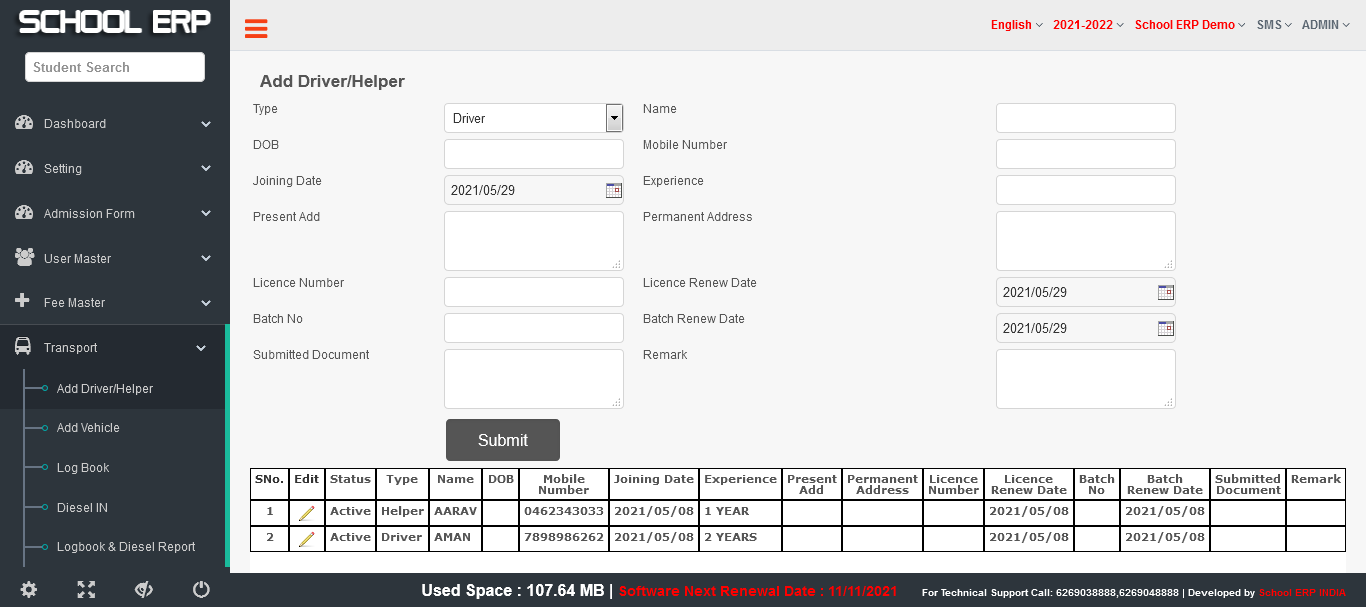 SCHOOL ERP
Student Search
English 2021-2022 School ERP Demo SMS ADMIN
Dashboard
Setting
Admission Form
User Master
Fee Master
Transport
Add Driver/Helper
Add Vehicle
Log Book
Diesel IN
Logbook & Diesel Report
Add Driver/Helper
Type Driver Name
DOB Mobile Number
Joining Date 2021/05/29 Experience
Present Add Permanent Address
Licence Number Licence Renew Date 2021/05/29
Batch No Batch Renew Date 2021/05/29
Submitted Document Remark
Submit
SNo. Edit Status Type Name DOB Mobile Number Joining Date Experience Present Add Permanent Address Licence Number Licence Renew Date Batch No Batch Renew Date Submitted Document Remark
1 Active Helper AARAV 0462343033 2021/05/08 1 YEAR 2021/05/08 2021/05/08
2 Active Driver AMAN 7898986262 2021/05/08 2 YEARS 2021/05/08 2021/05/08
Used Space : 107.64 MB | Software Next Renewal Date : 11/11/2021 For Technical Support Call: 6269038888,6269048888 | Developed by School ERP INDIA